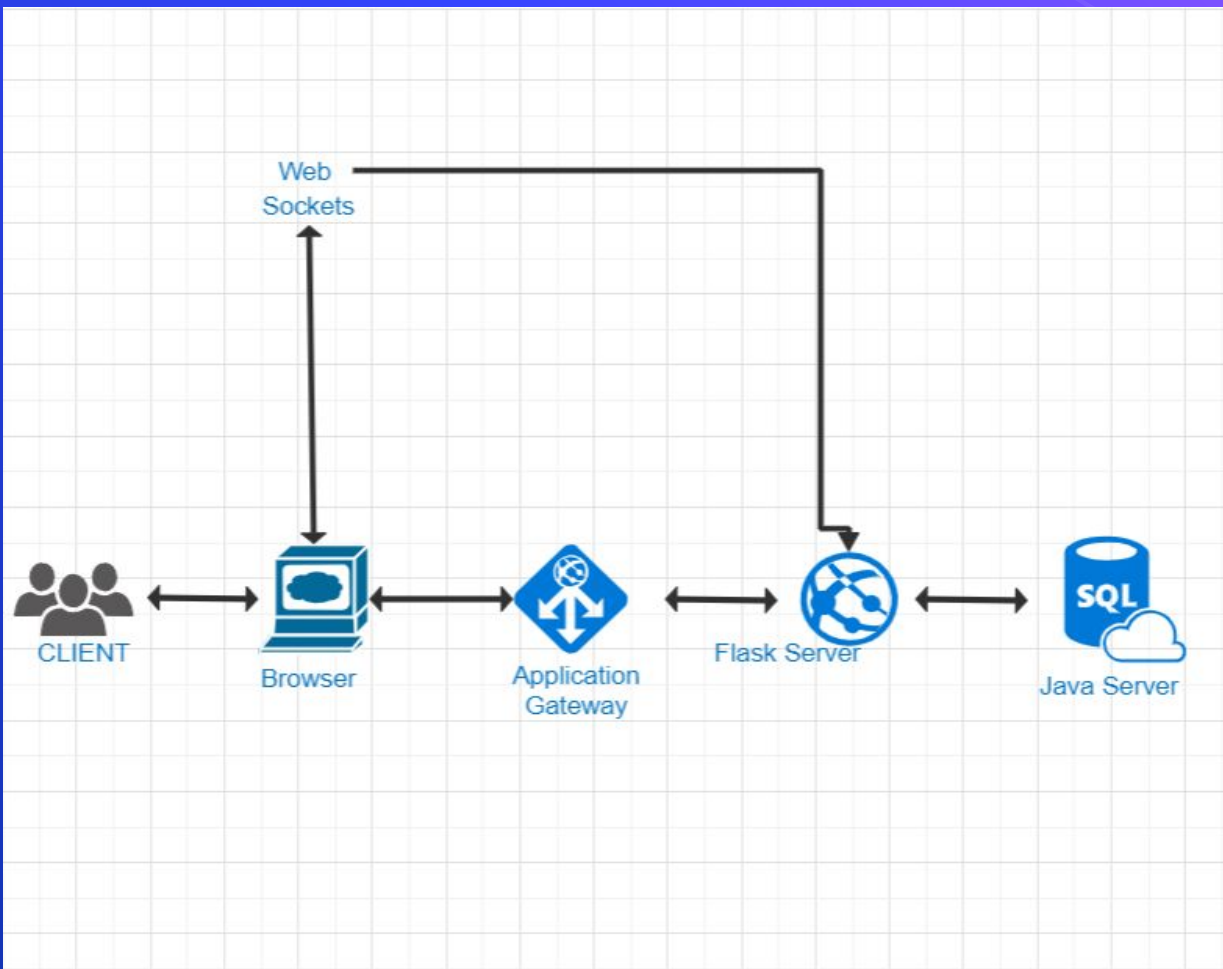 Web
Sockets
SQL
CLIENT
Browser
Application
Gateway
Flask Server
Java Server